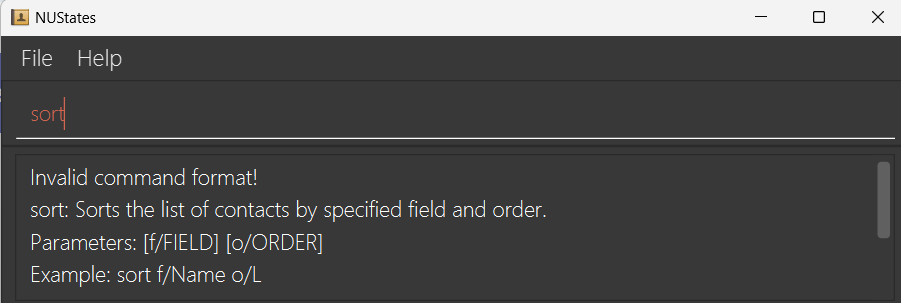 NUStates
File Help
sort
Invalid command format!
sort: Sorts the list of contacts by specified field and order.
Parameters: [f/FIELD] [o/ORDER]
Example: sort f/Name o/L